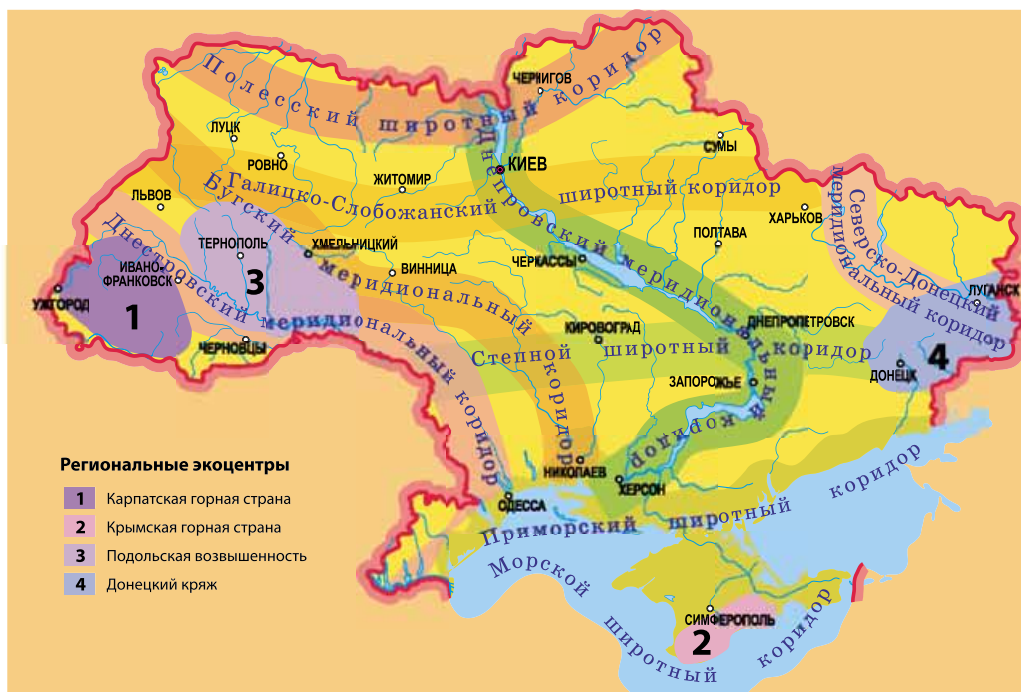 Полесский широтный коридор
ЧЕРНИГОВ
ЛУЦК
РОВНО
СУМЫ
КИЕВ
ЖИТОМИР
Галицко-Слобожанский широтный коридор
ЛЬВОВ
ХАРЬКОВ
Днепровский меридиональный коридор
Бугский меридиональный коридор
Северско-Донецкий
меридиональный коридор
Днестровский меридиональный коридор
ТЕРНОПОЛЬ
ХМЕЛЬНИЦКИЙ
ПОЛТАВА
ЧЕРКАССЫ
ВИННИЦА
ИВАНО-
ФРАНКОВСК
3
УЖГОРОД
1
ЛУГАНСК
КИРОВОГРАД
ДНЕПРОПЕТРОВСК
ЧЕРНОВЦЫ
Степной широтный коридор
4
ДОНЕЦК
ЗАПОРОЖЬЕ
НИКОЛАЕВ
ХЕРСОН
ОДЕССА
Приморский широтный коридор
Морской широтный коридор
СИМФЕРОПОЛЬ
2
Региональные экоцентры
1 Карпатская горная страна
2 Крымская горная страна
3 Подольская возвышенность
4 Донецкий кряж